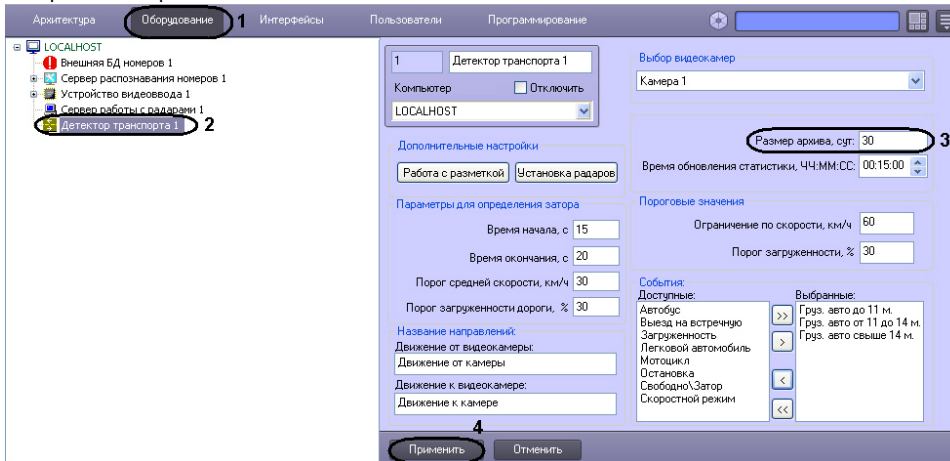 Архитектура Оборудование 1 Интерфейсы Пользователи Программирование
LOCALHOST
Внешняя БД номеров 1
Сервер распознавания номеров 1
Устройство видеоввода 1
Сервер работы с радарами 1
Детектор транспорта 1 2
1 Детектор транспорта 1
Компьютер Отключить
LOCALHOST
Дополнительные настройки
Работа с разметкой Установка радаров
Параметры для определения затора
Время начала, с 15
Время окончания, с 20
Порог средней скорости, км/ч 30
Порог загруженности дороги, % 30
Название направлений:
Движение от видеокамеры:
Движение от камеры
Движение к видеокамере:
Движение к камере
Выбор видеокамер
Камера 1
Размер архива, сут: 30 3
Время обновления статистики, ЧЧ:ММ:СС: 00:15:00
Пороговые значения
Ограничение по скорости, км/ч 60
Порог загруженности, % 30
События:
Доступные: Выбранные:
Автобус
Выезд на встречную
Загруженность
Легковой автомобиль
Мотоцикл
Остановка
Свободно\Затор
Скоростной режим
>>
>
<
<<
Груз. авто до 11 м.
Груз. авто от 11 до 14 м.
Груз. авто свыше 14 м.
4
Применить Отменить